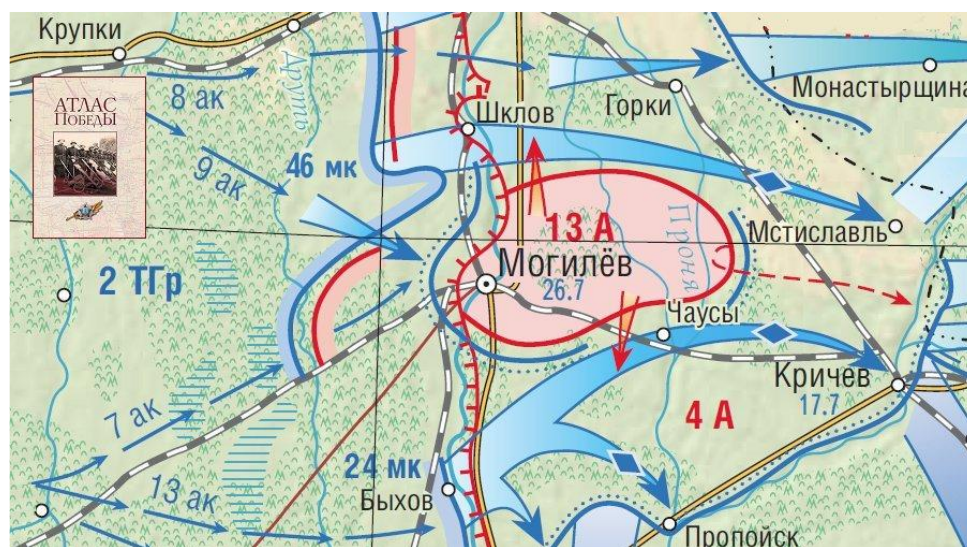 Крупки
8 ак
Друть
АТЛАС
ПОБЕДЫ
Шклов
Горки
Монастырщина
9 ак
46 мк
13 А
Проня
Мстиславль
2 ТГр
Могилёв
26.7
Чаусы
Кричев
17.7
7 ак
4 А
24 мк
13 ак
Быхов
Пропойск